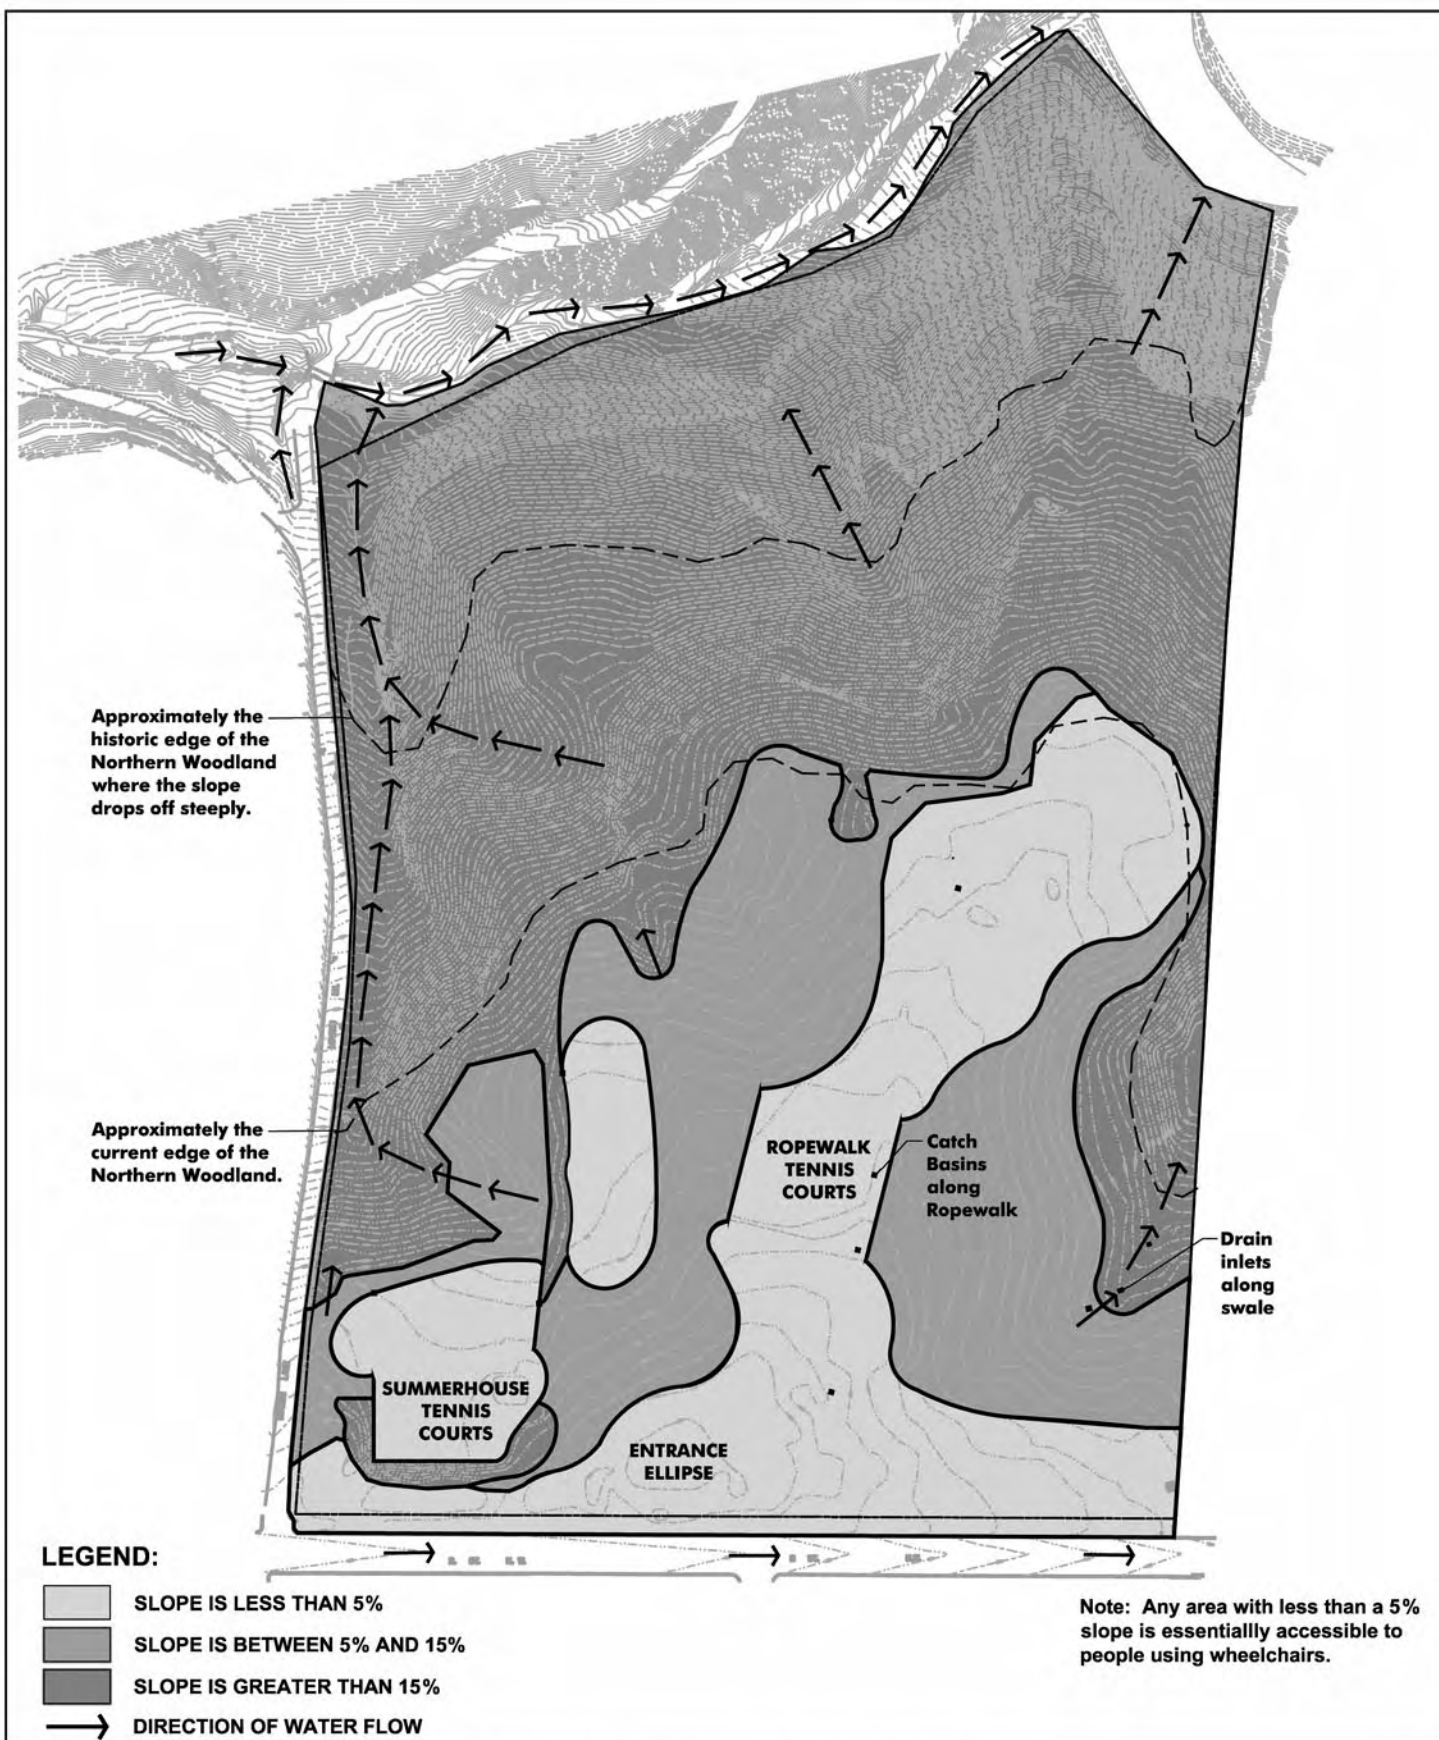 Approximately the
historic edge of the
Northern Woodland
where the slope
drops off steeply.
Approximately the
current edge of the
Northern Woodland.
ROPEWALK
TENNIS
COURTS
Catch
Basins
along
Ropewalk
Drain
inlets
along
swale
SUMMERHOUSE
TENNIS
COURTS
ENTRANCE
ELLIPSE
LEGEND:
SLOPE IS LESS THAN 5%
SLOPE IS BETWEEN 5% AND 15%
SLOPE IS GREATER THAN 15%
DIRECTION OF WATER FLOW
Note: Any area with less than a 5%
slope is essentiallly accessible to
people using wheelchairs.